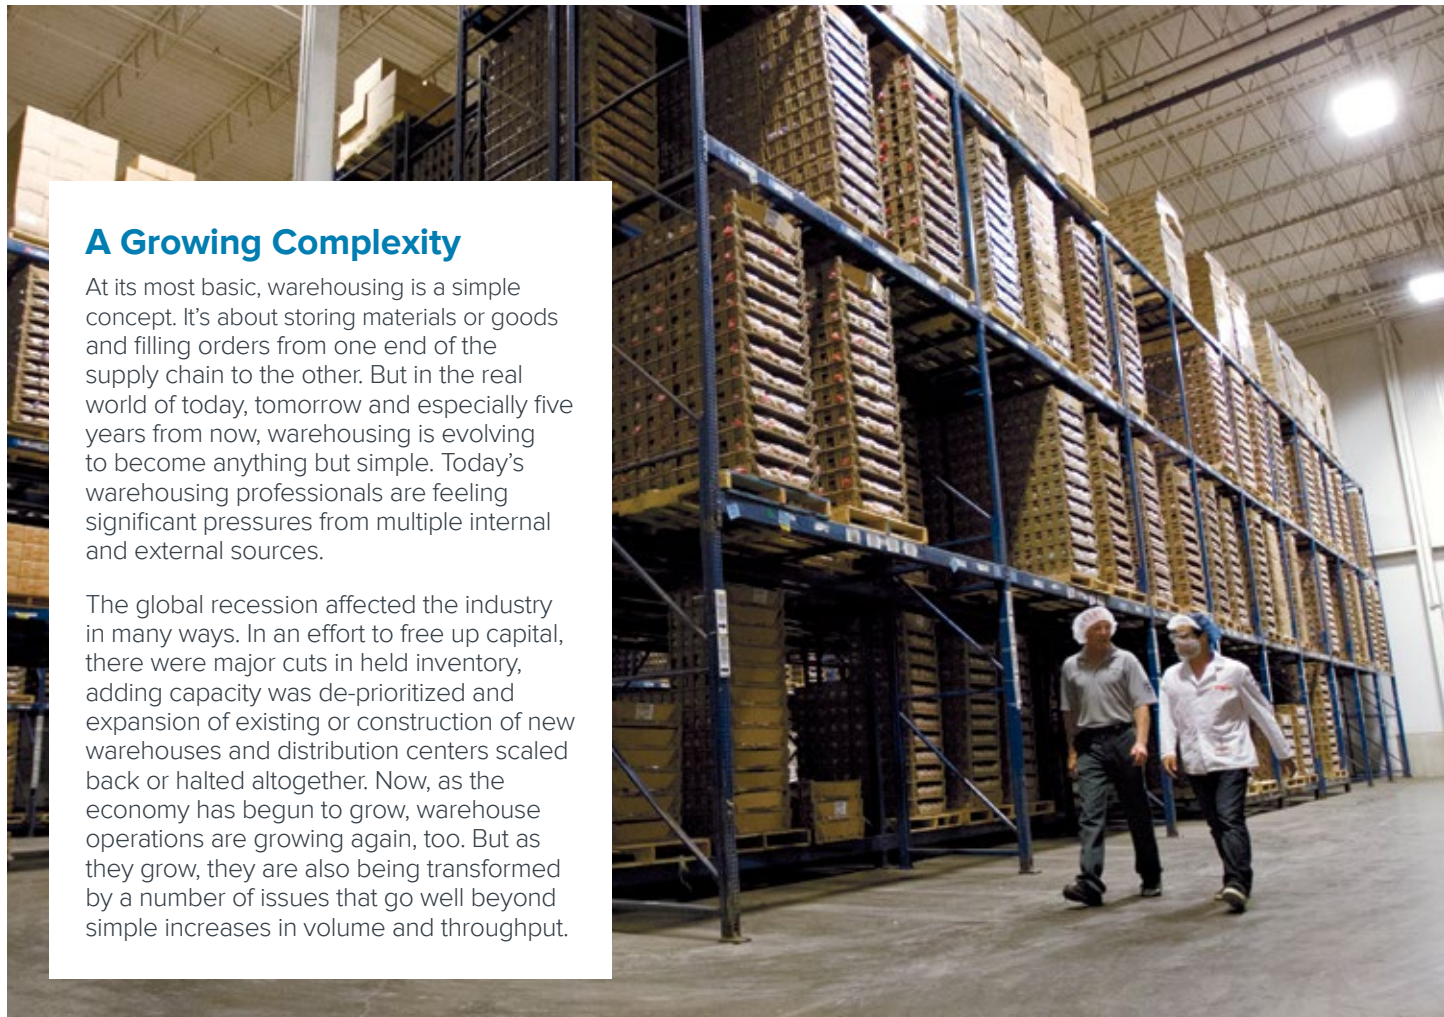 A Growing Complexity
At its most basic, warehousing is a simple
concept. It’s about storing materials or goods
and filling orders from one end of the
supply chain to the other. But in the real
world of today, tomorrow and especially five
years from now, warehousing is evolving
to become anything but simple. Today’s
warehousing professionals are feeling
significant pressures from multiple internal
and external sources.
The global recession affected the industry
in many ways. In an effort to free up capital,
there were major cuts in held inventory,
adding capacity was de-prioritized and
expansion of existing or construction of new
warehouses and distribution centers scaled
back or halted altogether. Now, as the
economy has begun to grow, warehouse
operations are growing again, too. But as
they grow, they are also being transformed
by a number of issues that go well beyond
simple increases in volume and throughput.